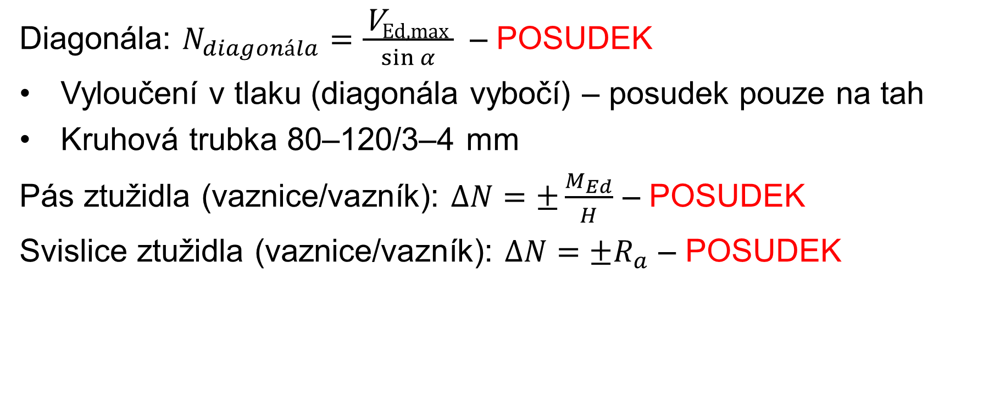 Diagonála: $N_{diagonála} = \frac{V_{\text{Ed,max}}}{\sin \alpha}$ – POSUDEK
• Vyloučení v tlaku (diagonála vybočí) – posudek pouze na tah
• Kruhová trubka 80–120/3–4 mm
Pás ztužidla (vaznice/vazník): $\Delta N = \pm \frac{M_{Ed}}{H}$ – POSUDEK
Svislice ztužidla (vaznice/vazník): $\Delta N = \pm R_a$ – POSUDEK